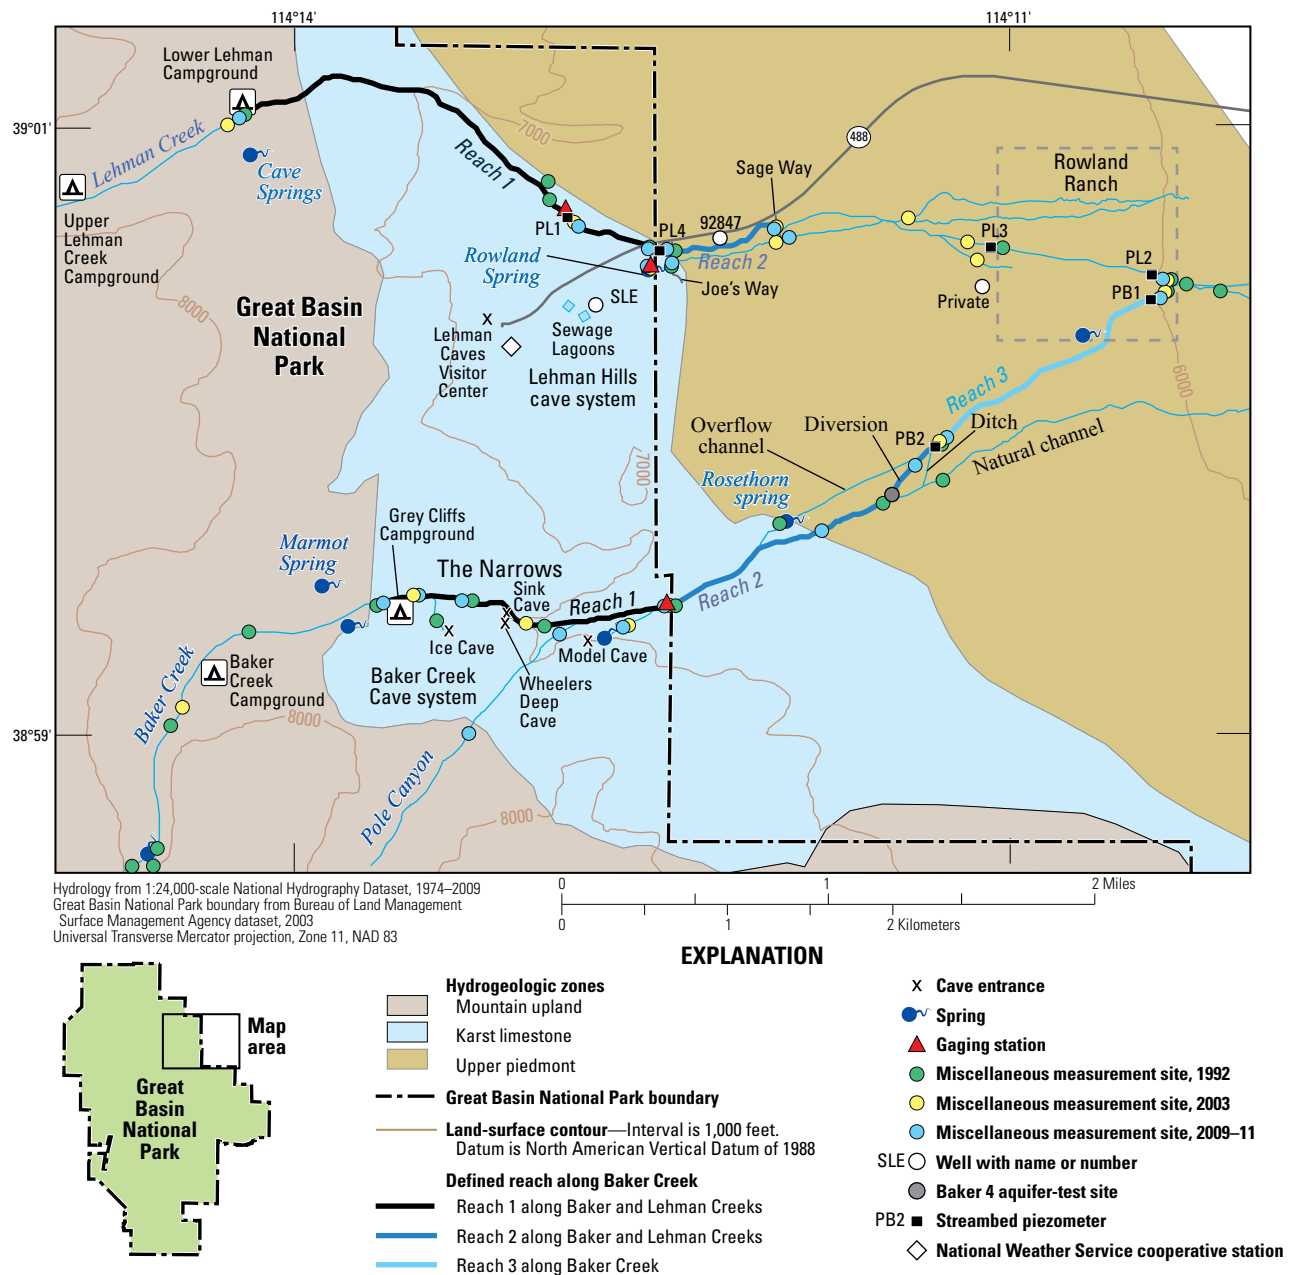 114°14'
114°11'
Lower Lehman
Campground
39°01'
Lehman Creek
Cave
Springs
Upper
Lehman
Creek
Campground
8000
7000
Reach 1
PL1
Rowland
Spring
PL4
92847
Sage Way
488
Rowland
Ranch
Reach 2
Joe's Way
PL3
PL2
PB1
Private
Great Basin
National
Park
SLE
Sewage
Lagoons
Lehman
Caves
Visitor
Center
Lehman Hills
cave system
6000
Reach 3
Overflow
channel
Diversion
Ditch
PB2
Natural channel
7000
Rosethorn
spring
Grey Cliffs
Campground
Marmot
Spring
The Narrows
Sink
Cave
Reach 1
Reach 2
Ice Cave
Model Cave
Baker Creek
Baker
Creek
Campground
Baker Creek
Cave system
Wheelers
Deep
Cave
8000
38°59'
Pole Canyon
8000
Hydrology from 1:24,000-scale National Hydrography Dataset, 1974–2009
Great Basin National Park boundary from Bureau of Land Management
Surface Management Agency dataset, 2003
Universal Transverse Mercator projection, Zone 11, NAD 83
0 1 2 Miles
0 1 2 Kilometers
EXPLANATION
Map
area
Great
Basin
National
Park
Hydrogeologic zones
Mountain upland
Karst limestone
Upper piedmont
Great Basin National Park boundary
Land-surface contour—Interval is 1,000 feet.
Datum is North American Vertical Datum of 1988
Defined reach along Baker Creek
Reach 1 along Baker and Lehman Creeks
Reach 2 along Baker and Lehman Creeks
Reach 3 along Baker Creek
x Cave entrance
Spring
Gaging station
Miscellaneous measurement site, 1992
Miscellaneous measurement site, 2003
Miscellaneous measurement site, 2009–11
SLE Well with name or number
Baker 4 aquifer-test site
PB2 Streambed piezometer
National Weather Service cooperative station